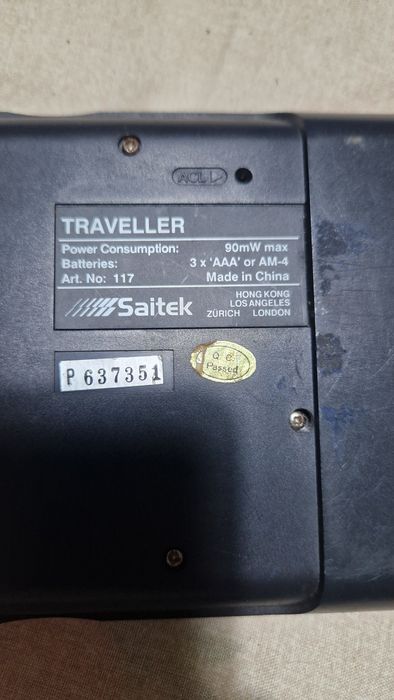 ACL
TRAVELLER
Power Consumption: 90mW max
Batteries: 3 x 'AAA' or AM-4
Art. No: 117 Made in China
Saitek
HONG KONG
LOS ANGELES
ZÜRICH LONDON
P 637351
Q. C.
Passed